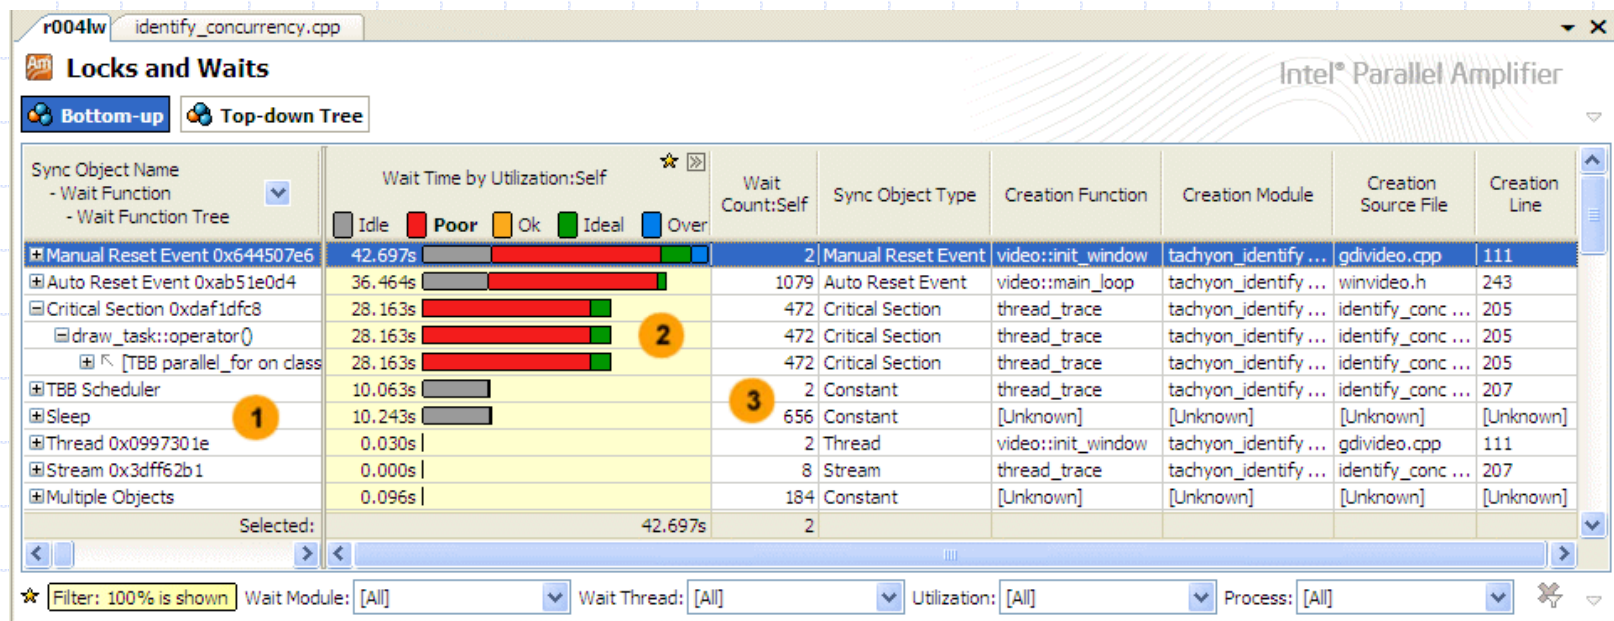 r004lw identify_concurrency.cpp
Am Locks and Waits
Intel® Parallel Amplifier
Bottom-up Top-down Tree
Sync Object Name
- Wait Function
- Wait Function Tree
Wait Time by Utilization:Self
Idle Poor Ok Ideal Over
Wait
Count:Self
Sync Object Type
Creation Function
Creation Module
Creation
Source File
Creation
Line
Manual Reset Event 0x644507e6 42.697s 2 Manual Reset Event video::init_window tachyon_identify ... gdivideo.cpp 111
Auto Reset Event 0xab51e0d4 36.464s 1079 Auto Reset Event video::main_loop tachyon_identify ... winvideo.h 243
Critical Section 0xdaf1dfc8 28.163s 472 Critical Section thread_trace tachyon_identify ... identify_conc ... 205
draw_task::operator() 28.163s 472 Critical Section thread_trace tachyon_identify ... identify_conc ... 205
[TBB parallel_for on class 28.163s 472 Critical Section thread_trace tachyon_identify ... identify_conc ... 205
TBB Scheduler 10.063s 2 Constant thread_trace tachyon_identify ... identify_conc ... 207
Sleep 10.243s 656 Constant [Unknown] [Unknown] [Unknown] [Unknown]
Thread 0x0997301e 0.030s 2 Thread video::init_window tachyon_identify ... gdivideo.cpp 111
Stream 0x3dff62b1 0.000s 8 Stream thread_trace tachyon_identify ... identify_conc ... 207
Multiple Objects 0.096s 184 Constant [Unknown] [Unknown] [Unknown] [Unknown]
1
2
3
Selected: 42.697s 2
Filter: 100% is shown Wait Module: [All] Wait Thread: [All] Utilization: [All] Process: [All]